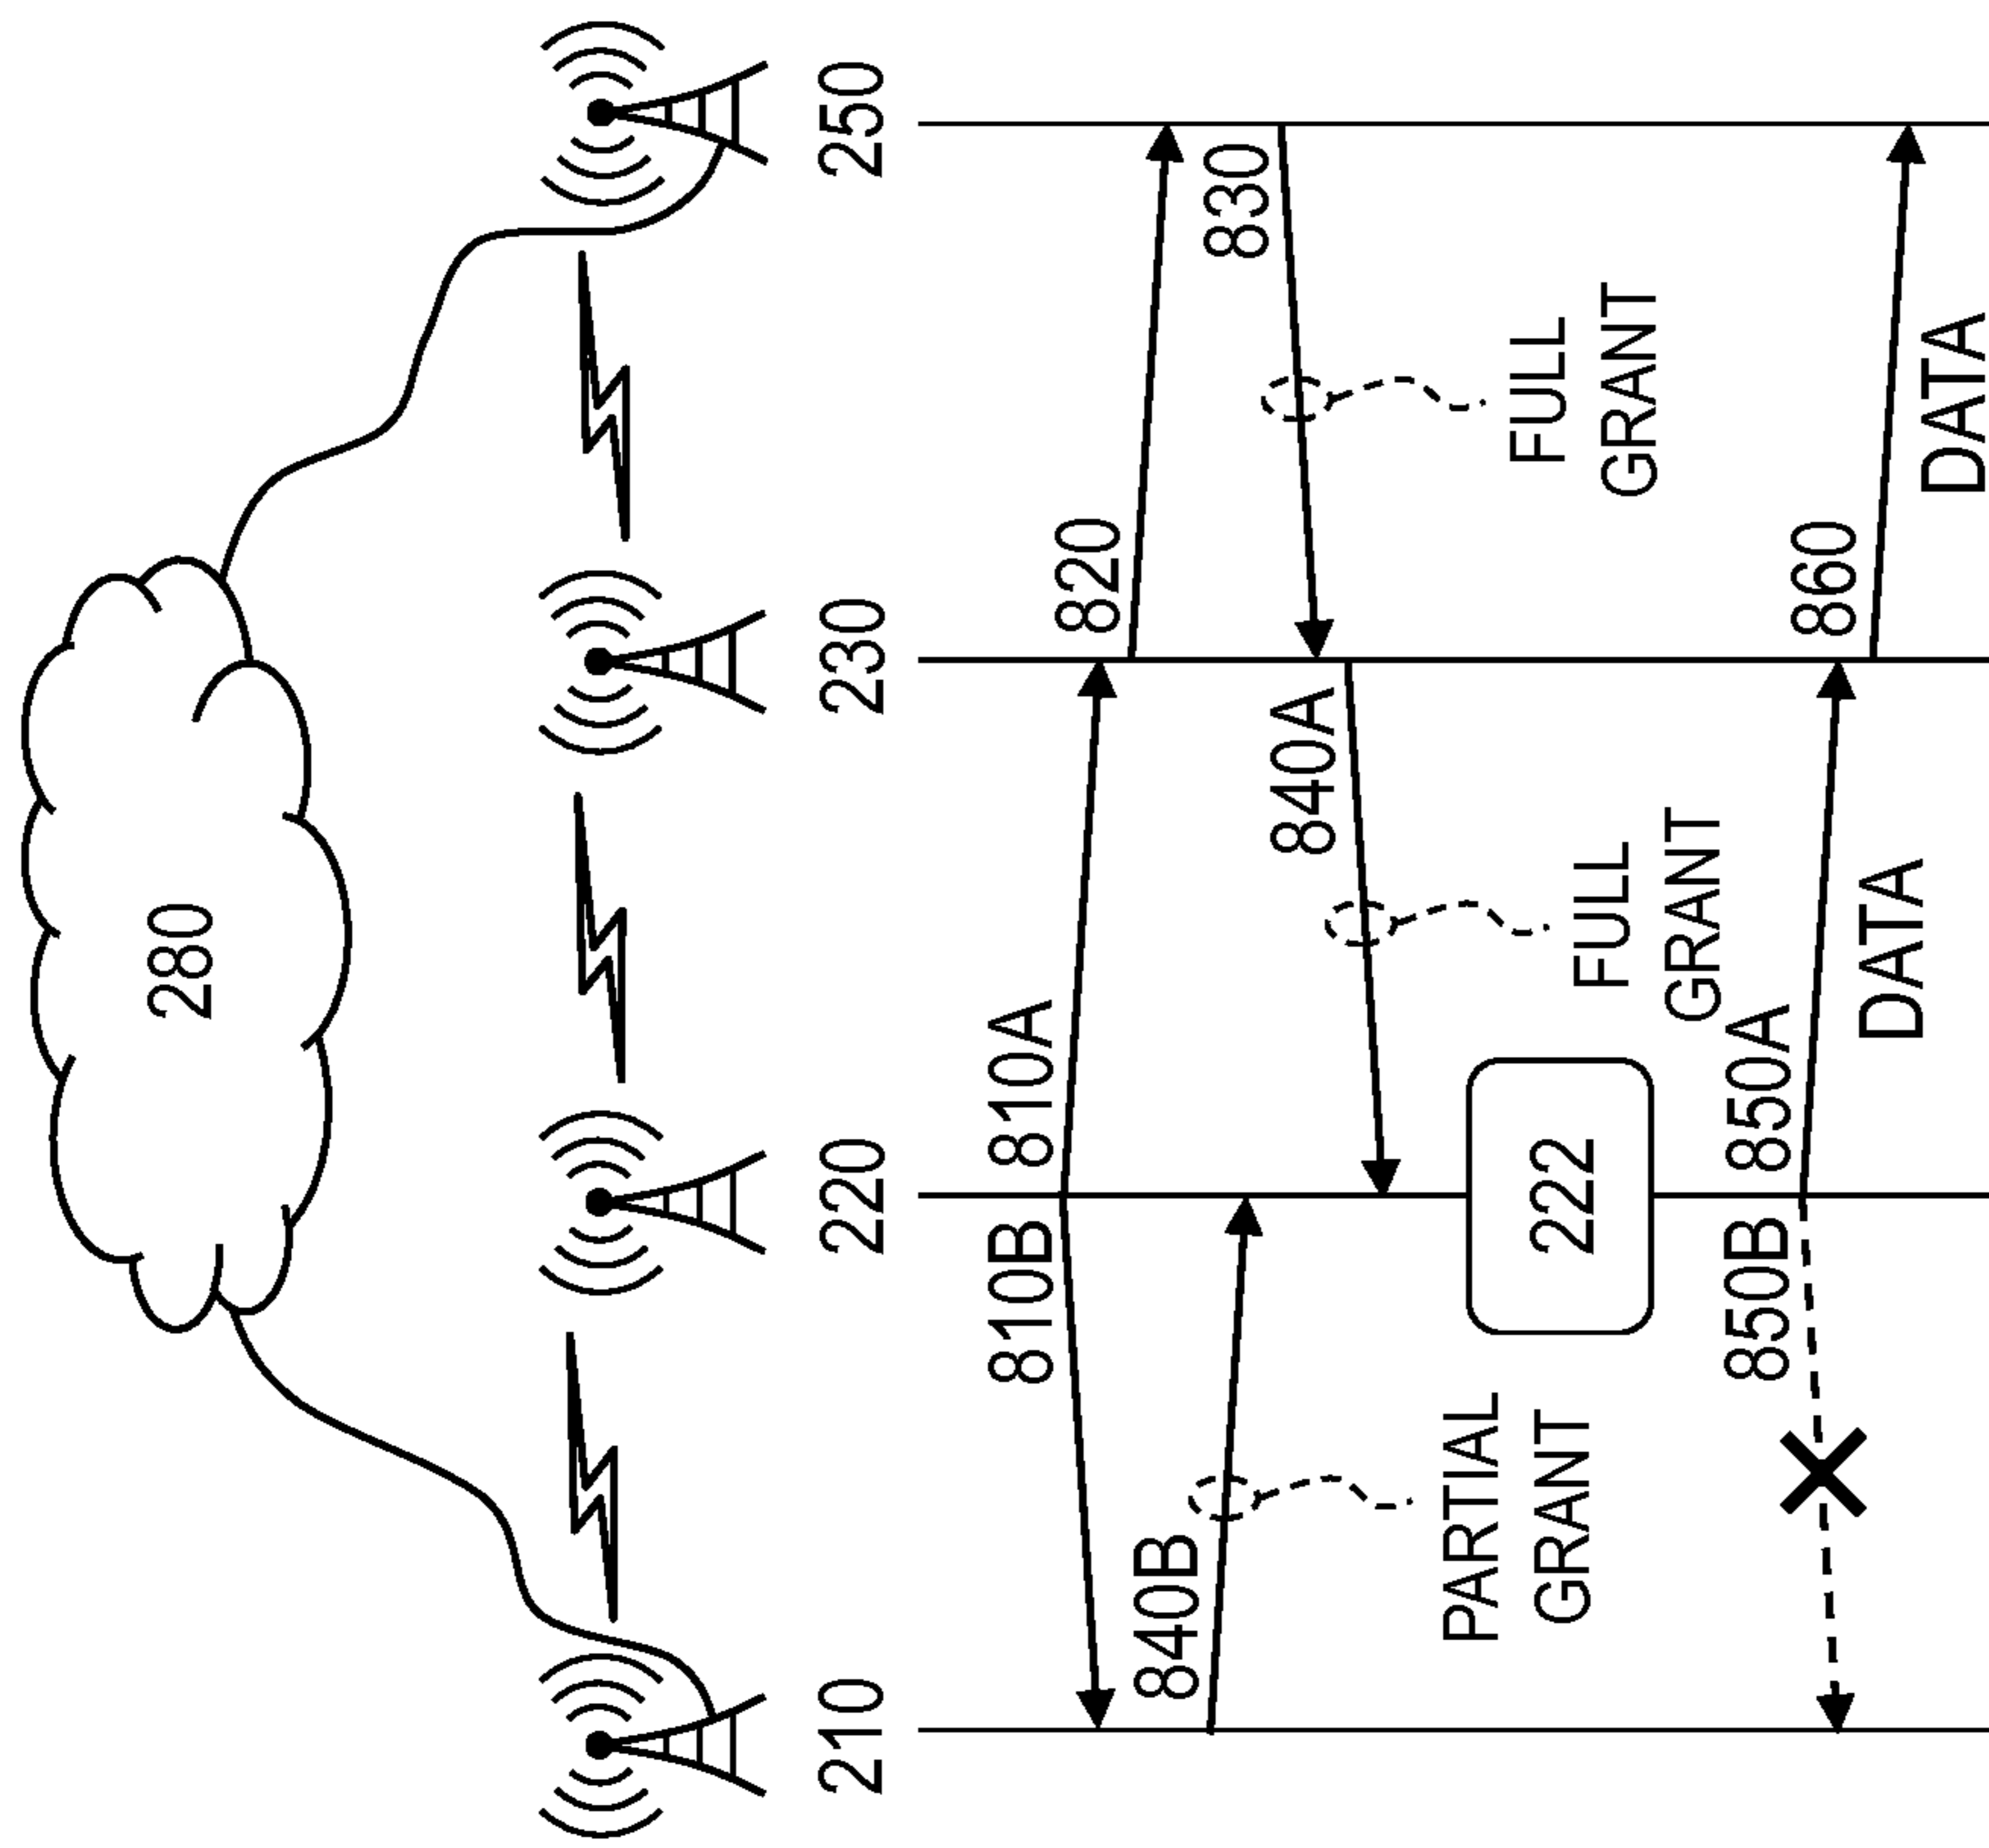 280
210
220
230
250
810B
810A
820
840B
830
840A
PARTIAL
GRANT
FULL
GRANT
FULL
GRANT
222
850B
850A
860
DATA
DATA